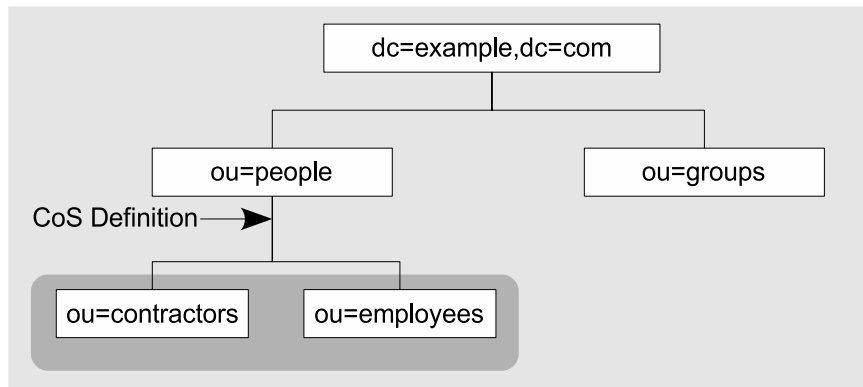 dc=example,dc=com
ou=people
ou=groups
CoS Definition
ou=contractors
ou=employees